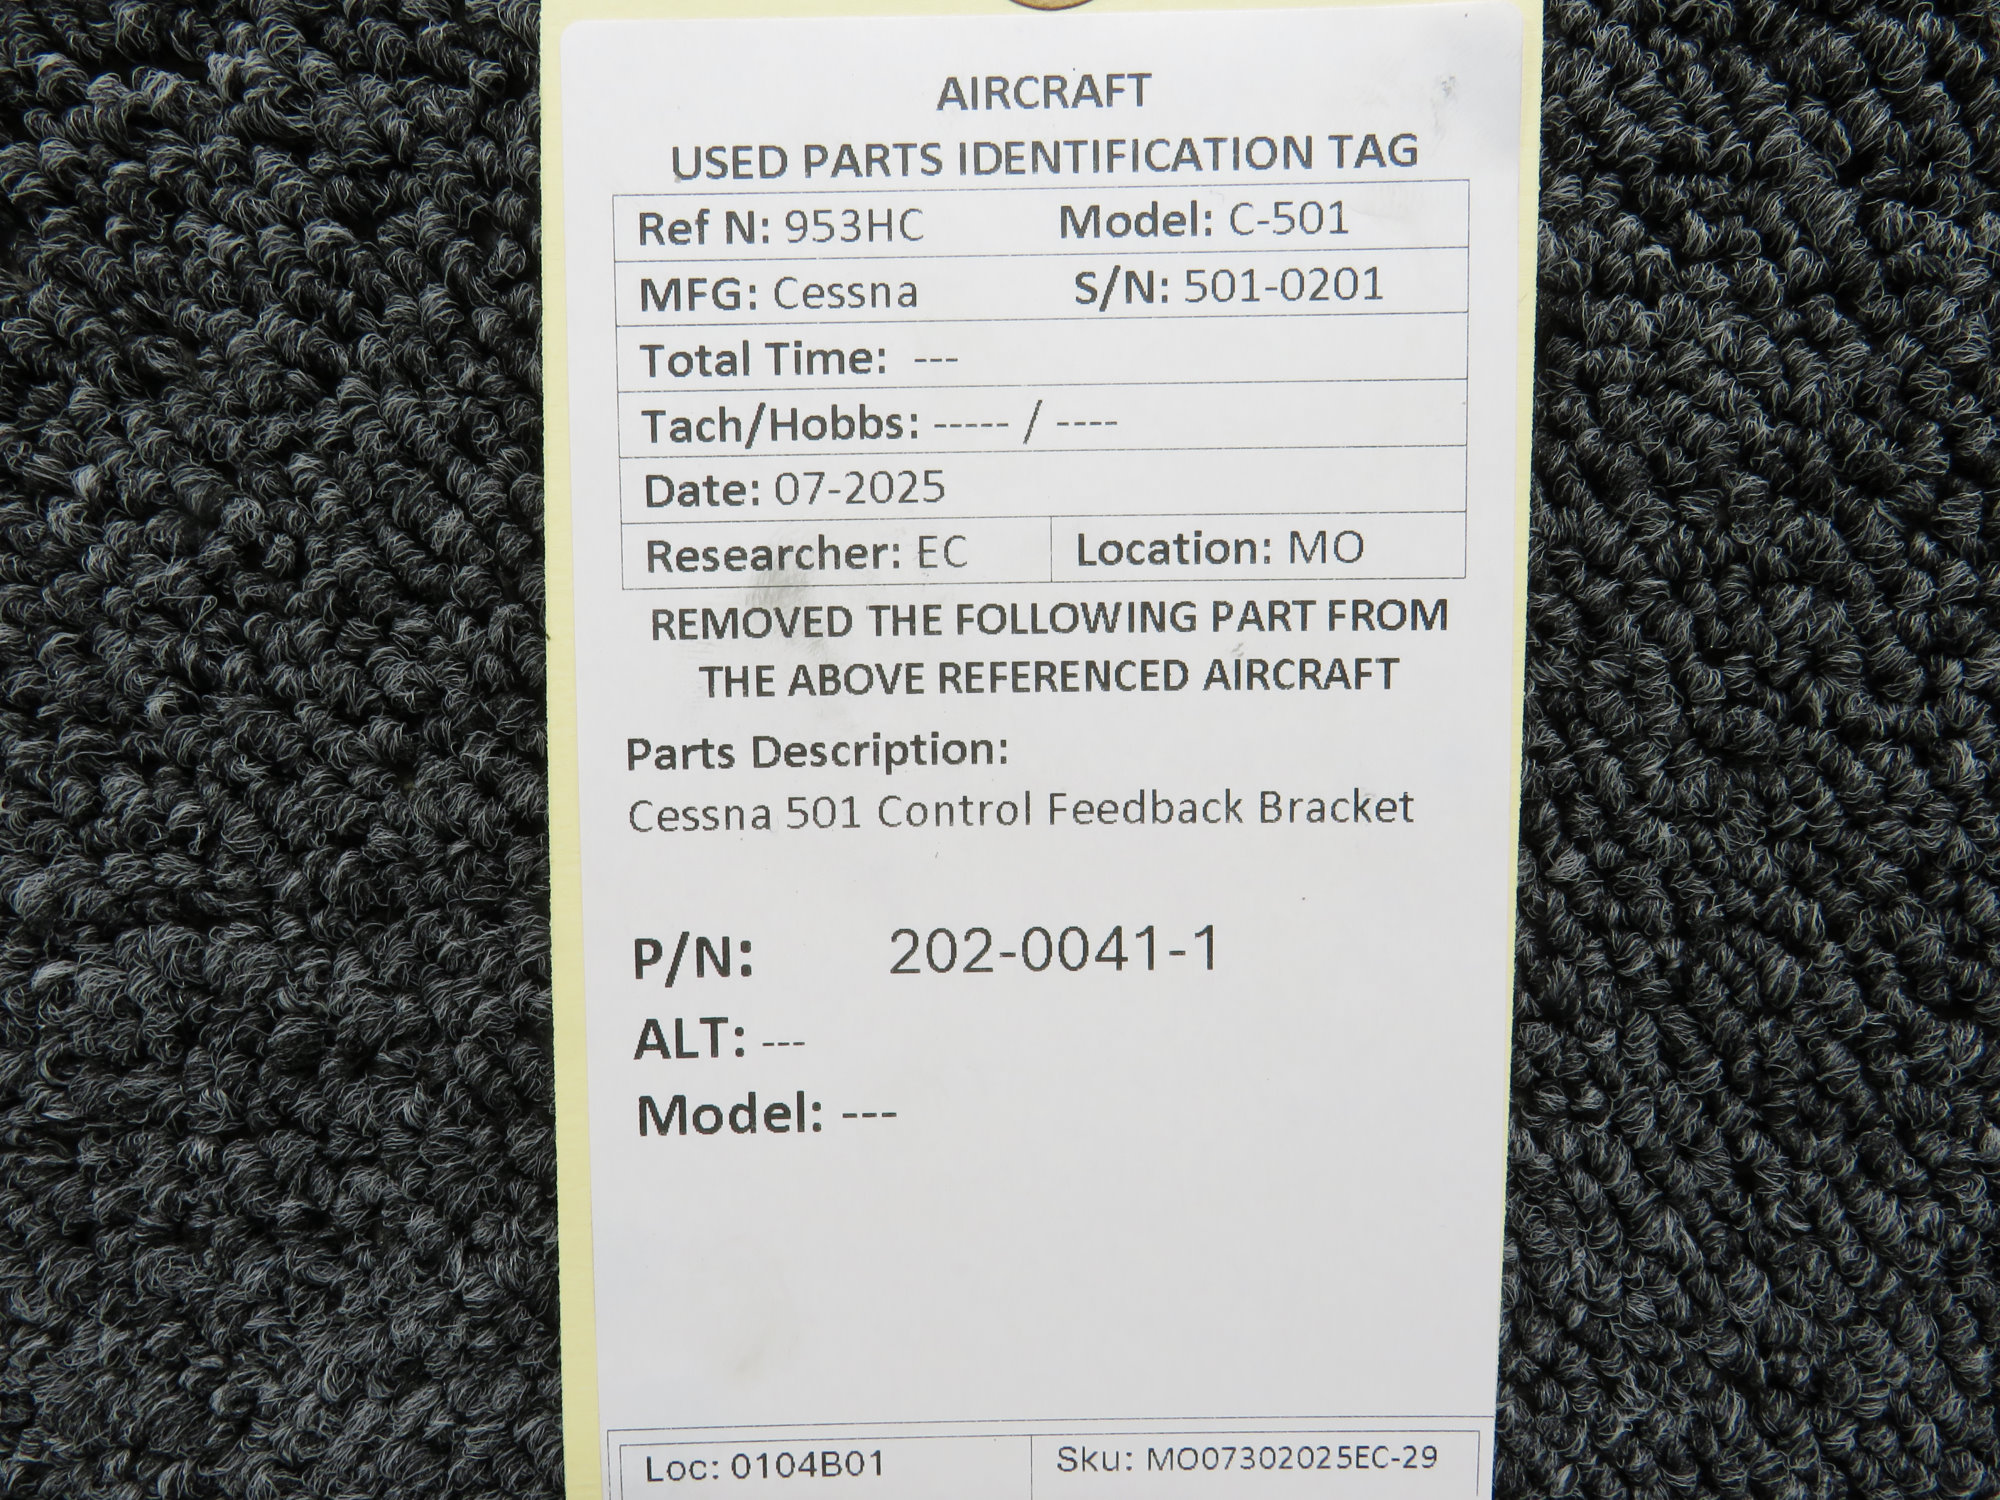 AIRCRAFT
USED PARTS IDENTIFICATION TAG
Ref N: 953HC Model: C-501
MFG: Cessna S/N: 501-0201
Total Time: ---
Tach/Hobbs: ----- / ----
Date: 07-2025
Researcher: EC Location: MO
REMOVED THE FOLLOWING PART FROM
THE ABOVE REFERENCED AIRCRAFT
Parts Description:
Cessna 501 Control Feedback Bracket
P/N: 202-0041-1
ALT: ---
Model: ---
Loc: 0104B01 Sku: MO07302025EC-29